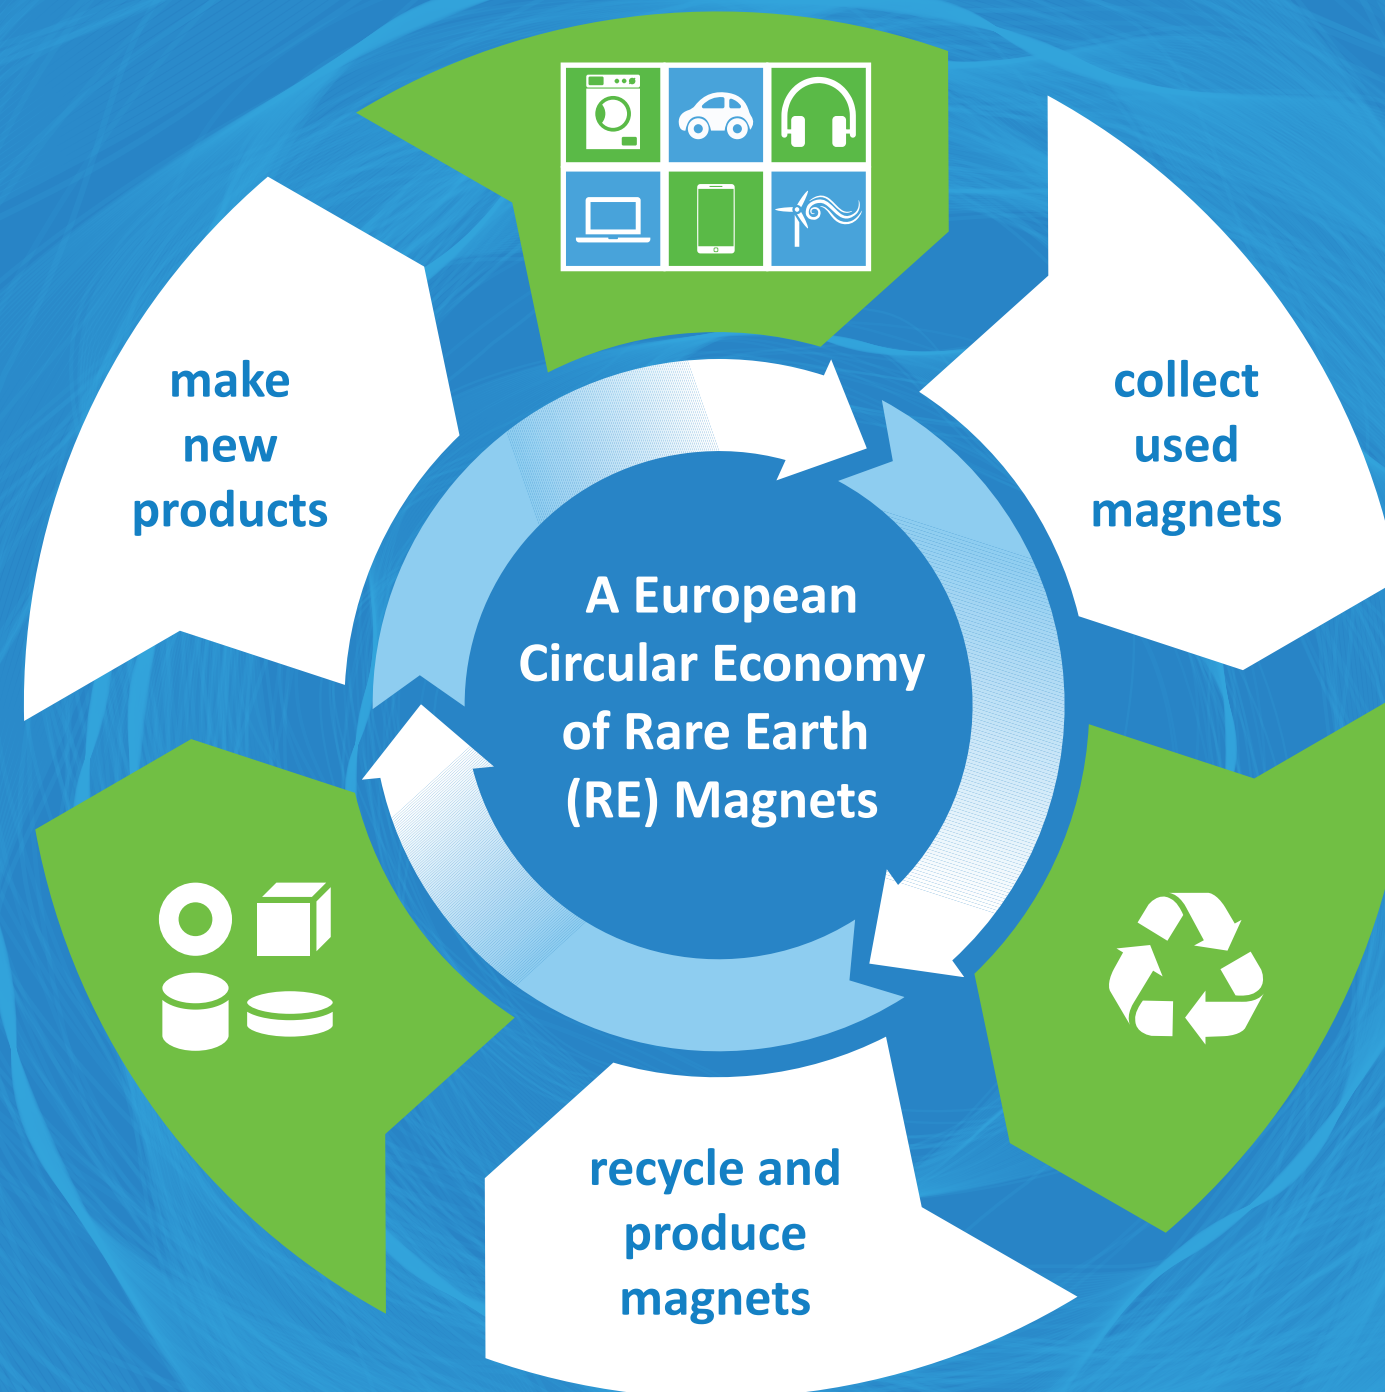 make
new
products
collect
used
magnets
A European
Circular Economy
of Rare Earth
(RE) Magnets
recycle and
produce
magnets